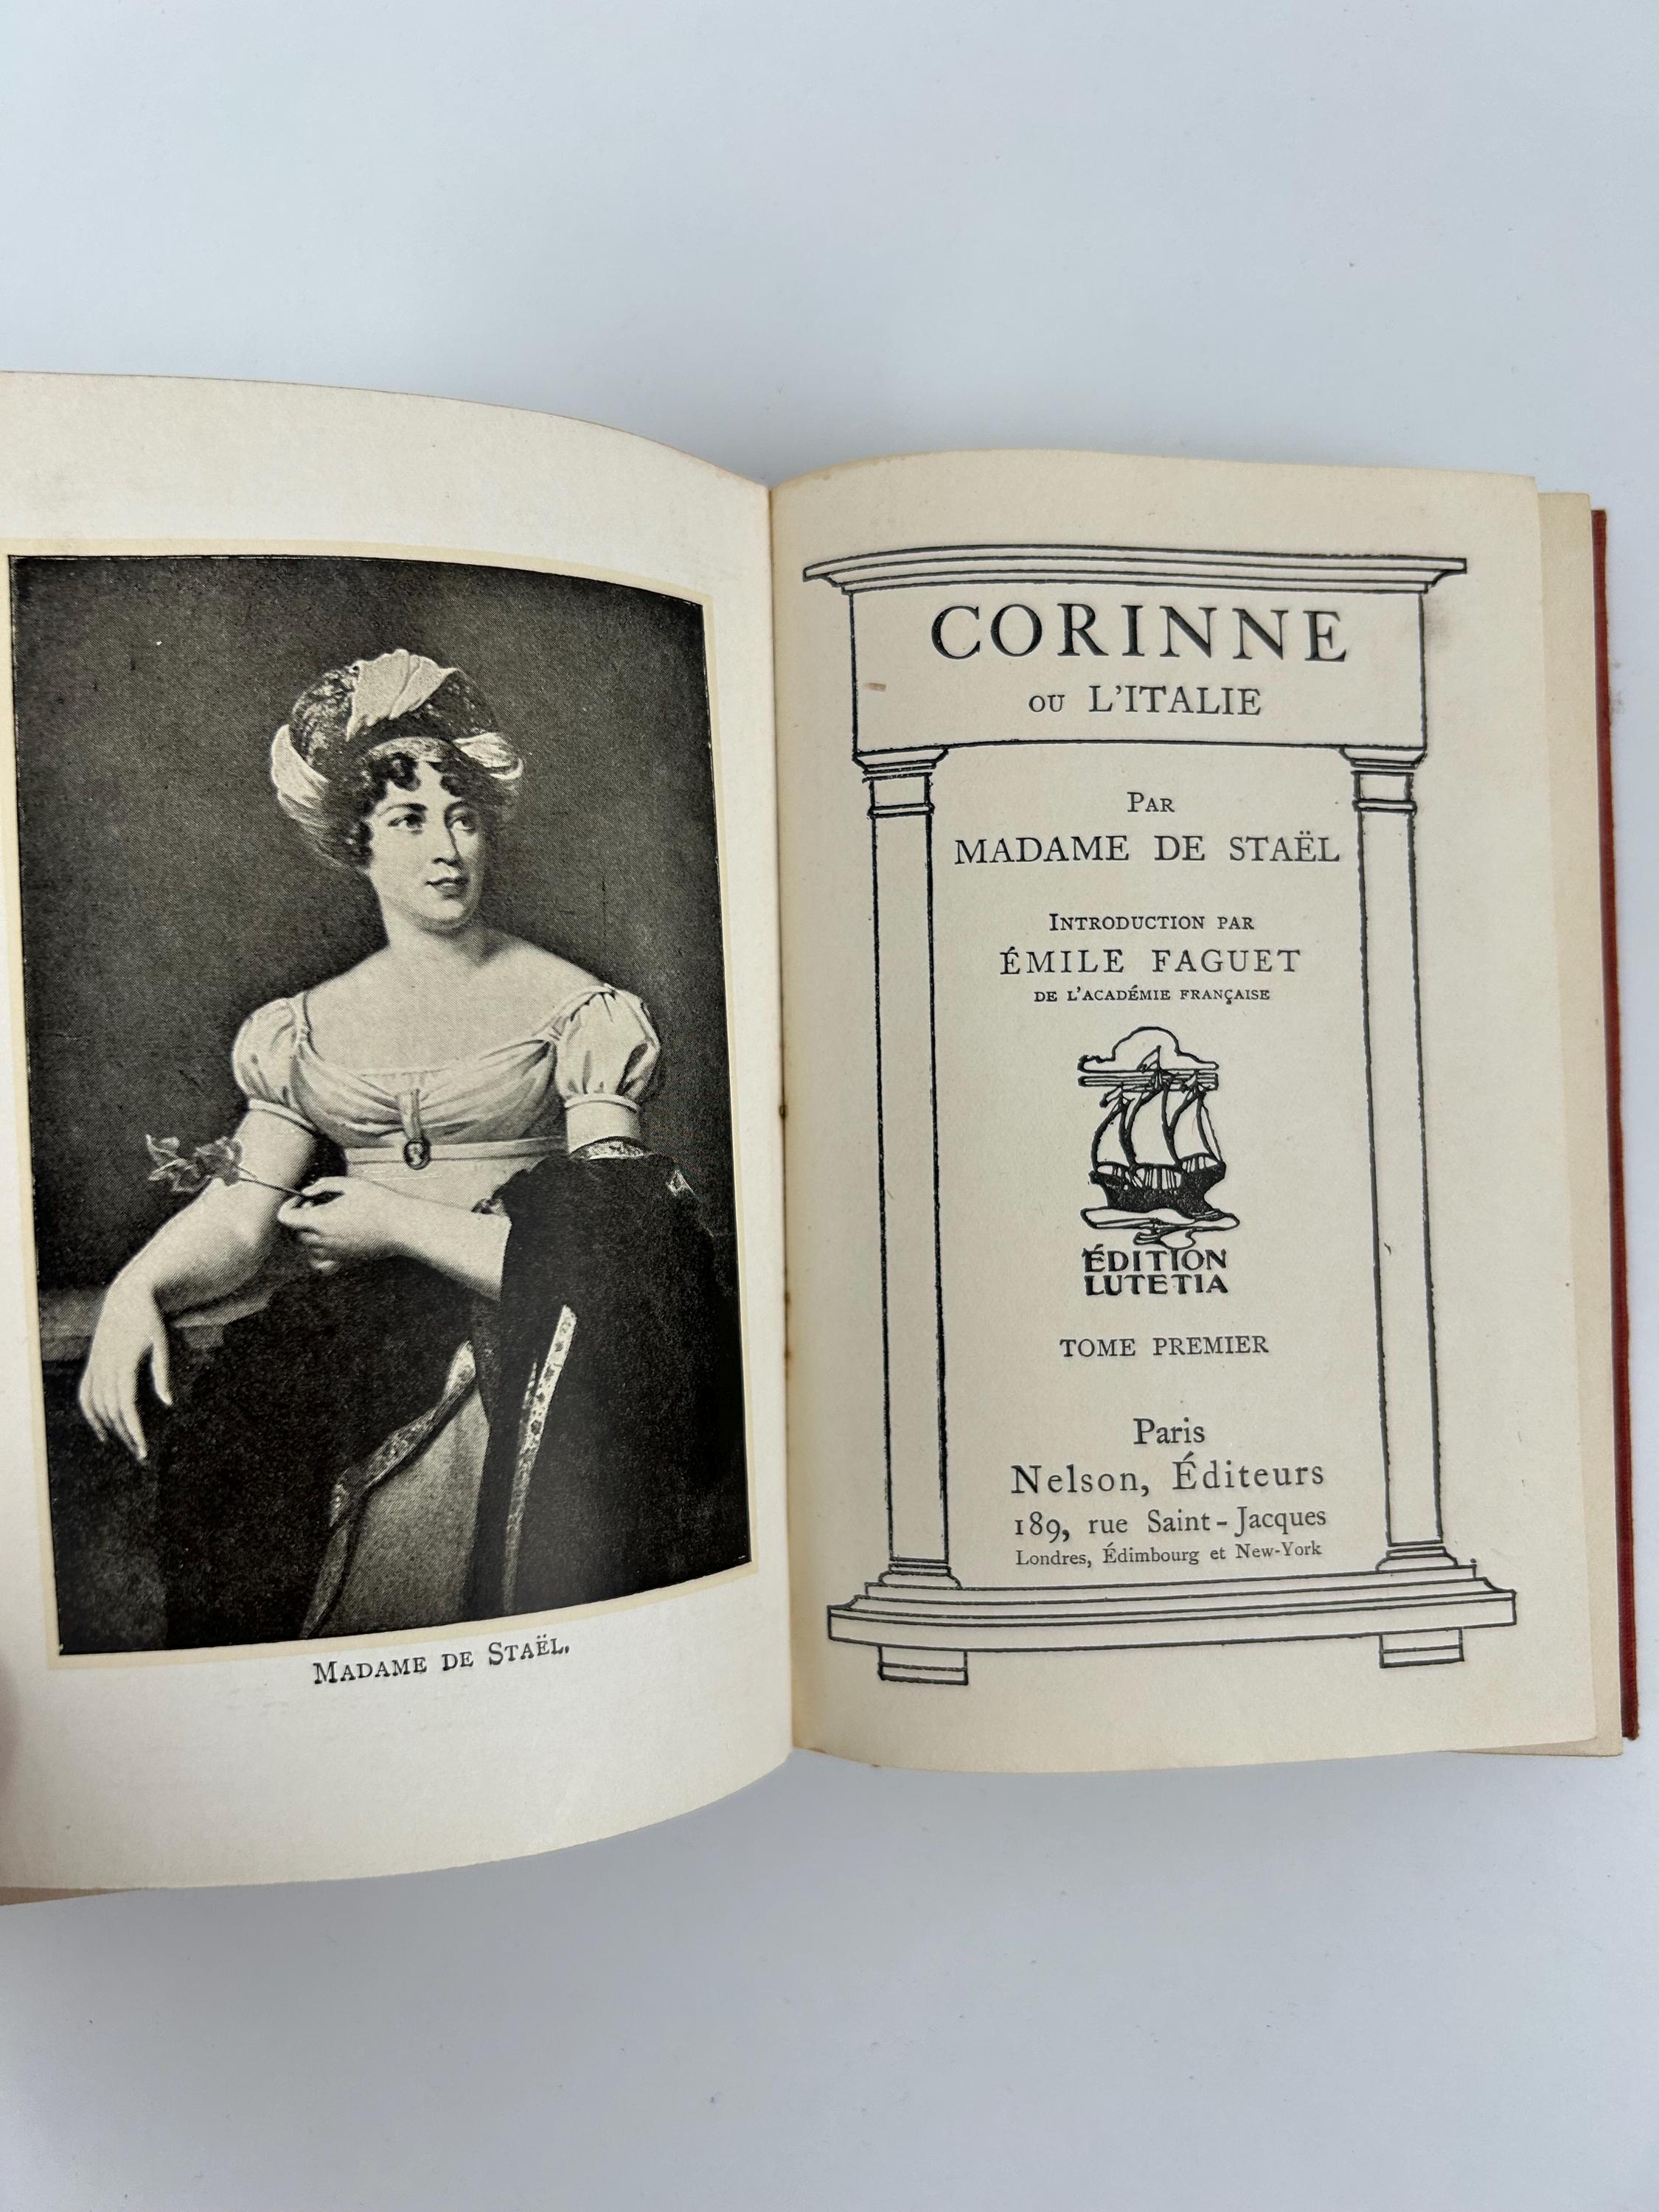 MADAME DE STAËL.
CORINNE
OU L'ITALIE
PAR
MADAME DE STAËL
INTRODUCTION PAR
ÉMILE FAGUET
DE L'ACADÉMIE FRANÇAISE
ÉDITION
LUTETIA
TOME PREMIER
Paris
Nelson, Éditeurs
189, rue Saint-Jacques
Londres, Édimbourg et New-York